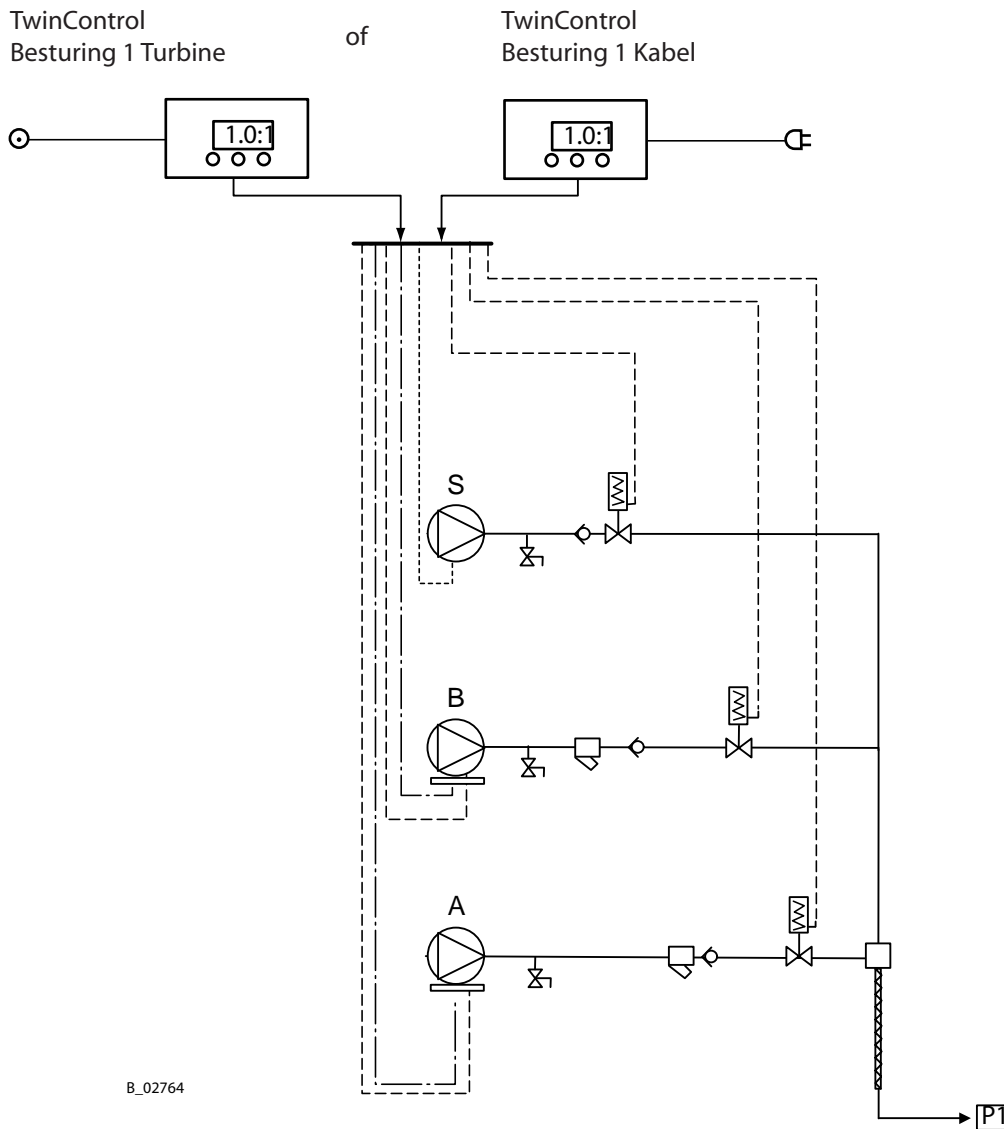 TwinControl
Besturing 1 Turbine
of
TwinControl
Besturing 1 Kabel
1.0:1
1.0:1
S
B
A
B_02764
P1